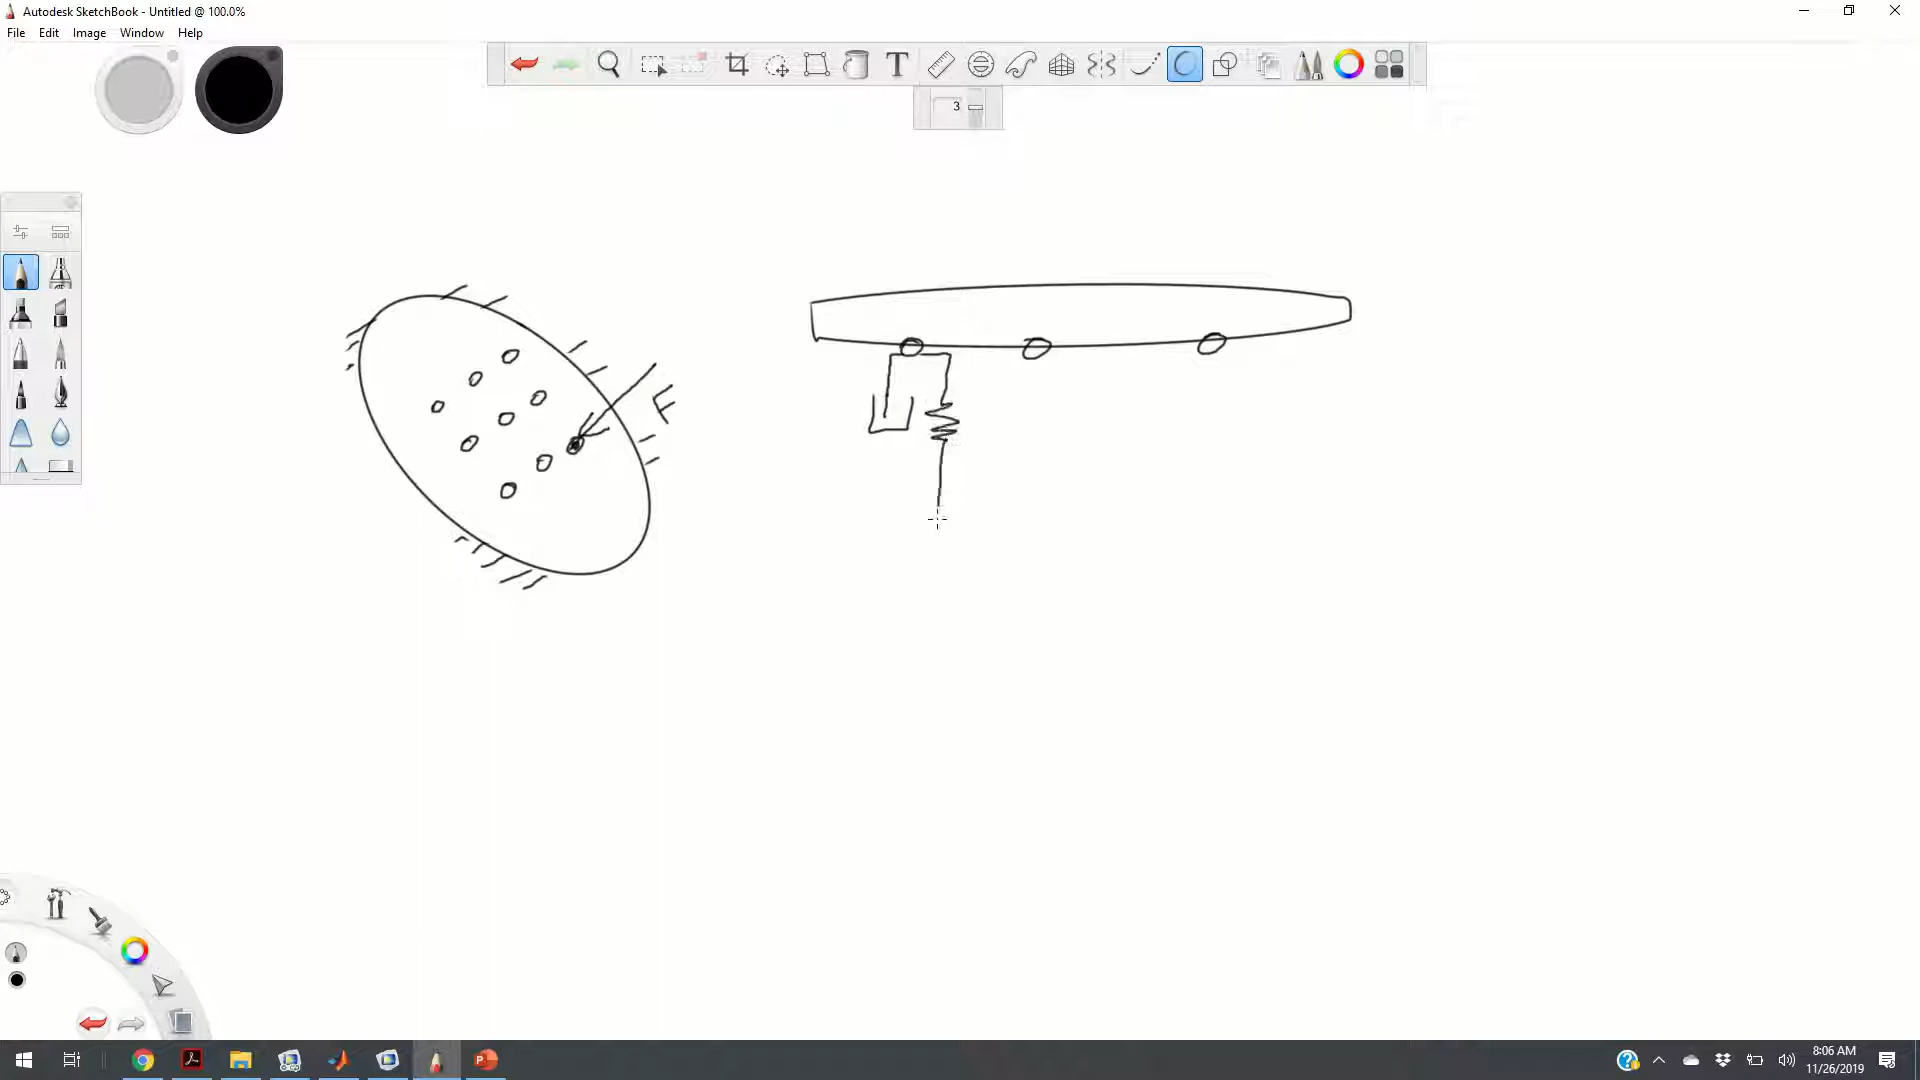 Autodesk SketchBook - Untitled @ 100.0%
File Edit Image Window Help
T
3
F
P
8:06 AM
11/26/2019